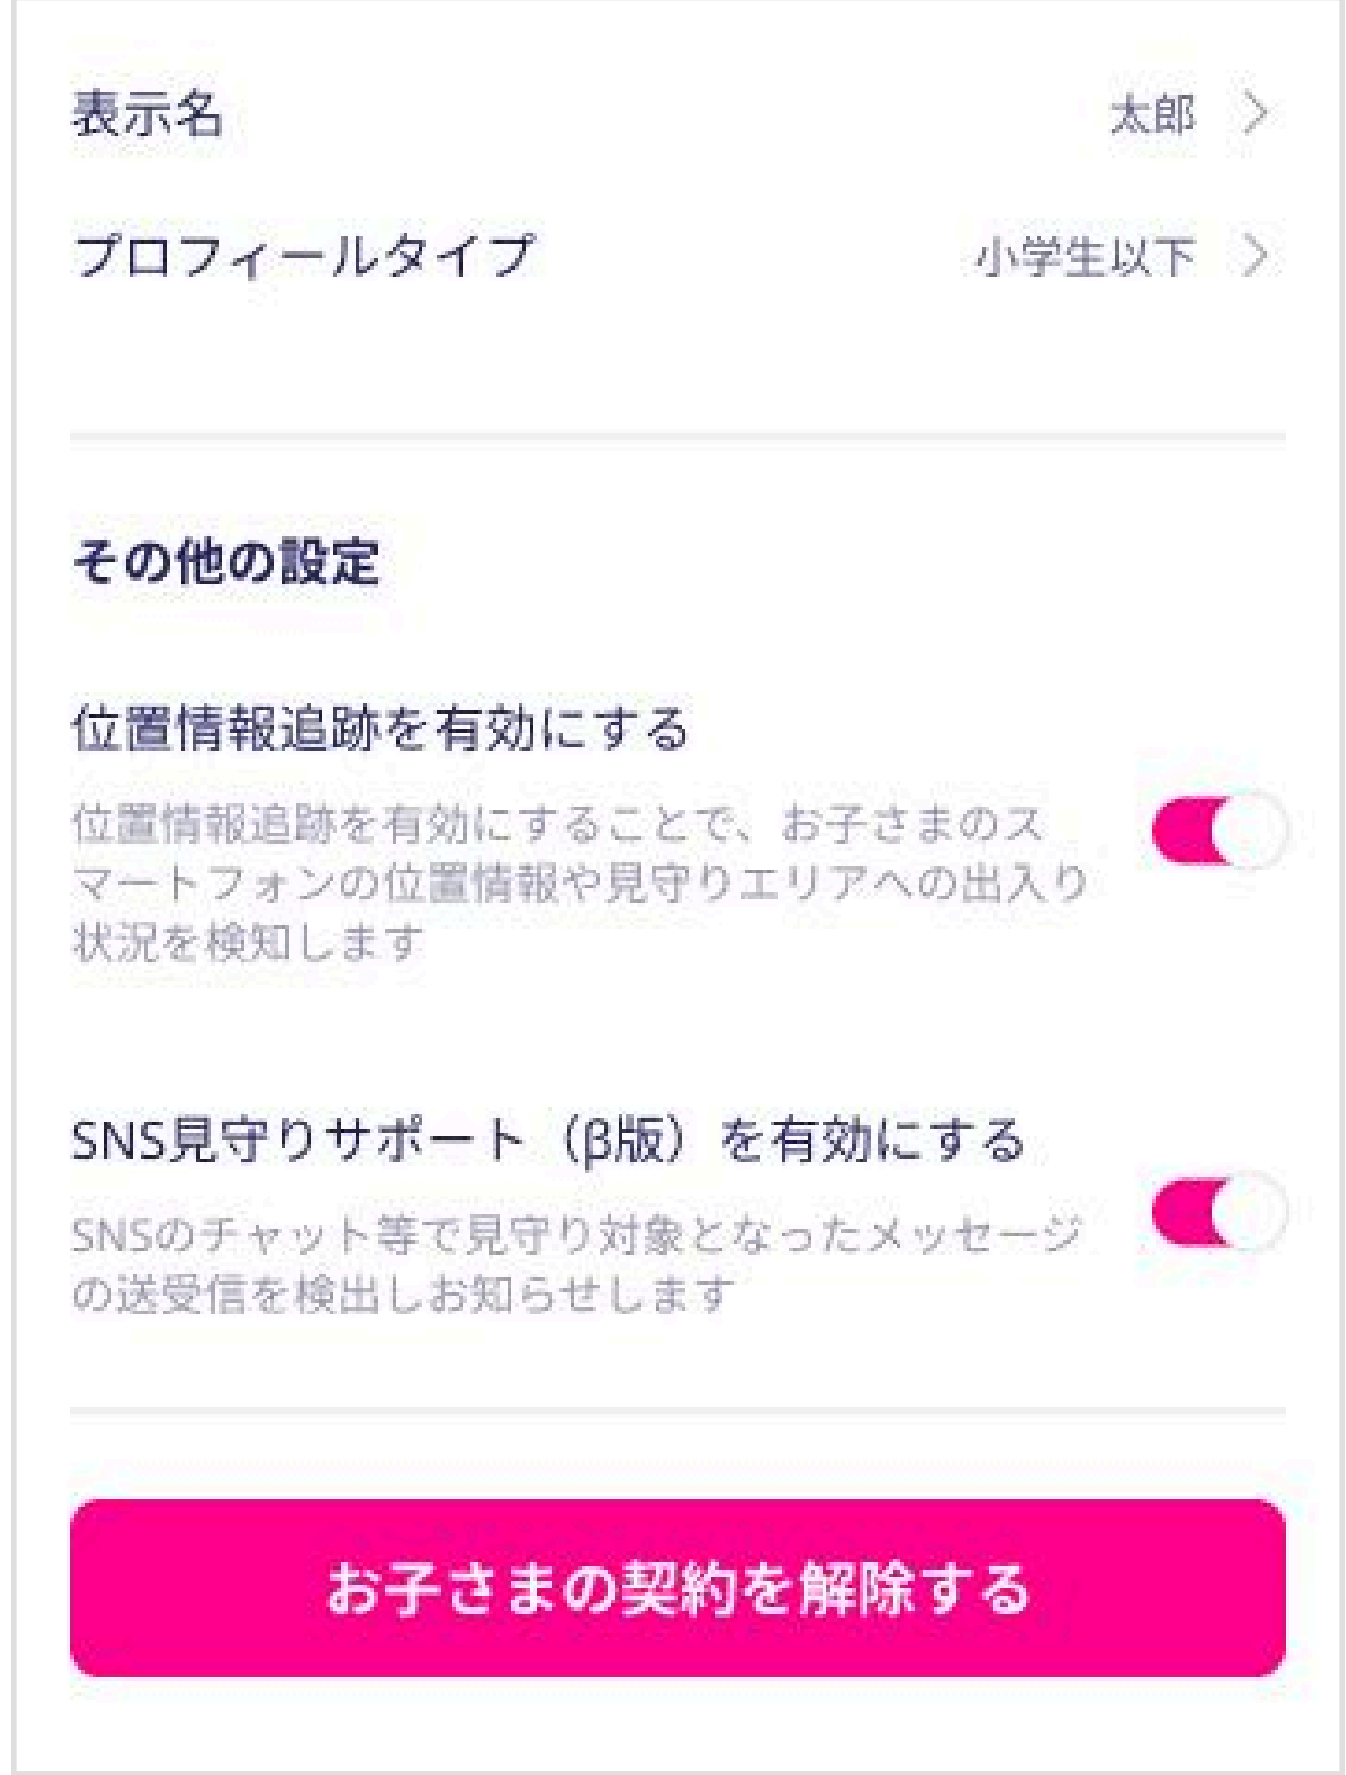 表示名 太郎
プロフィールタイプ 小学生以下
その他の設定
位置情報追跡を有効にする
位置情報追跡を有効にすることで、お子さまのス
マートフォンの位置情報や見守りエリアへの出入り
状況を検知します
SNS見守りサポート（β版）を有効にする
SNSのチャット等で見守り対象となったメッセージ
の送受信を検出しお知らせします
お子さまの契約を解除する